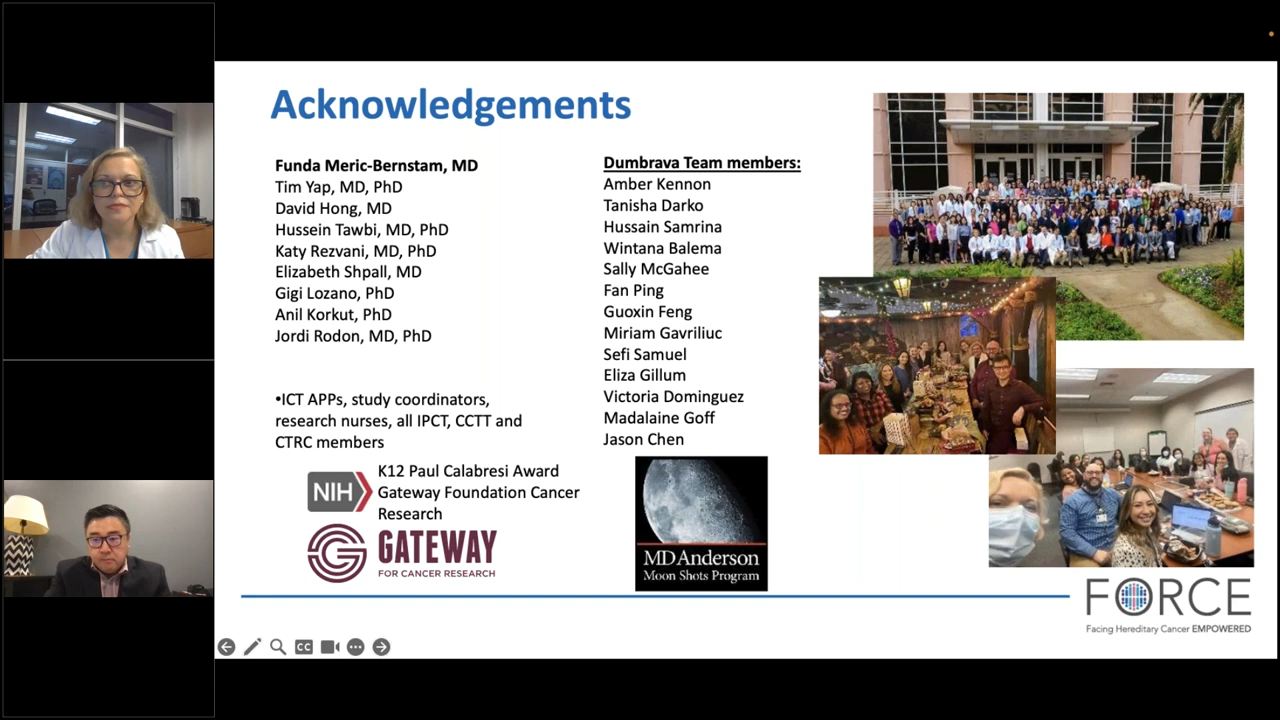 Acknowledgements
Funda Meric-Bernstam, MD
Tim Yap, MD, PhD
David Hong, MD
Hussein Tawbi, MD, PhD
Katy Rezvani, MD, PhD
Elizabeth Shpall, MD
Gigi Lozano, PhD
Anil Korkut, PhD
Jordi Rodon, MD, PhD
•ICT APPs, study coordinators,
research nurses, all IPCT, CCTT and
CTRC members
NIH
K12 Paul Calabresi Award
Gateway Foundation Cancer
Research
GATEWAY
FOR CANCER RESEARCH
Dumbrava Team members:
Amber Kennon
Tanisha Darko
Hussain Samrina
Wintana Balema
Sally McGahee
Fan Ping
Guoxin Feng
Miriam Gavriliuc
Sefi Samuel
Eliza Gillum
Victoria Dominguez
Madalaine Goff
Jason Chen
MD Anderson
Moon Shots Program
FORCE
Facing Hereditary Cancer EMPOWERED
CC